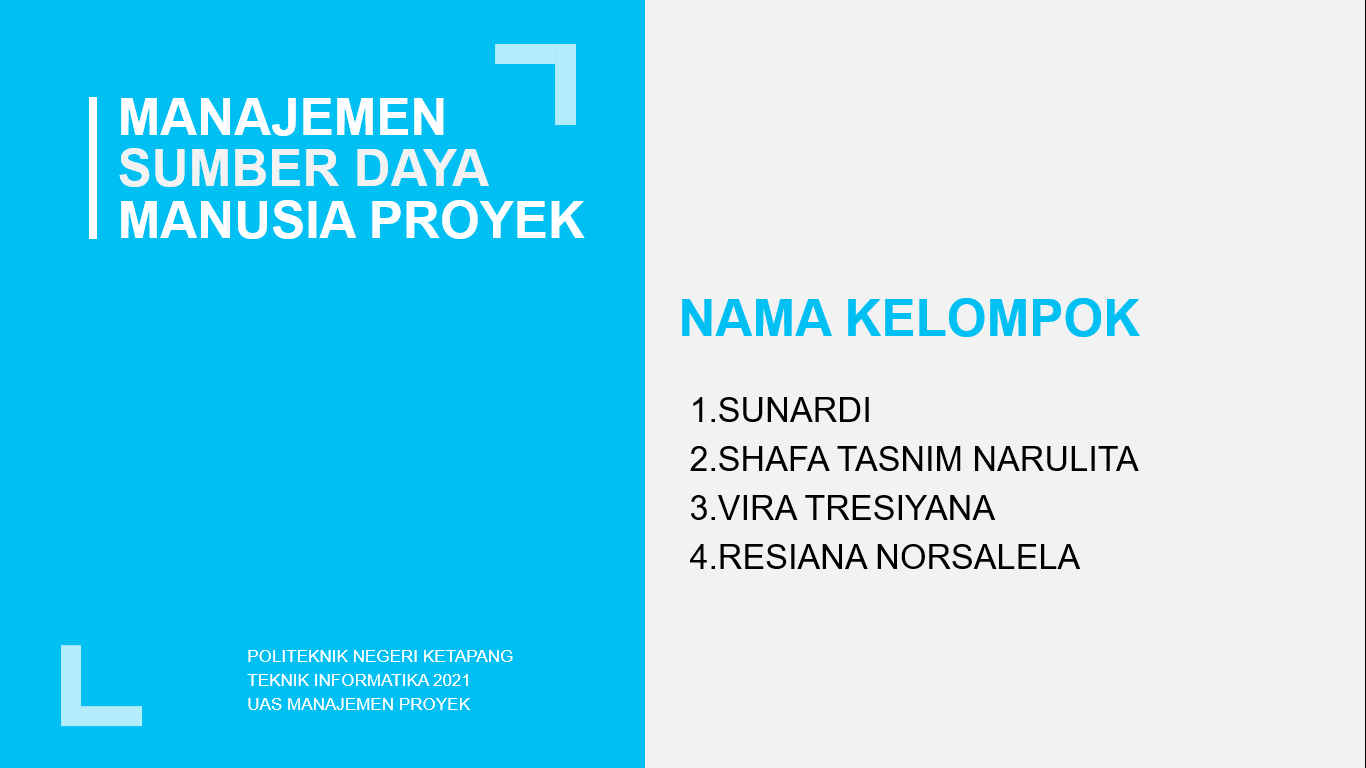 MANAJEMEN
SUMBER DAYA
MANUSIA PROYEK
NAMA KELOMPOK
1.SUNARDI
2.SHAFA TASNIM NARULITA
3.VIRA TRESIYANA
4.RESIANA NORSALELA
POLITEKNIK NEGERI KETAPANG
TEKNIK INFORMATIKA 2021
UAS MANAJEMEN PROYEK